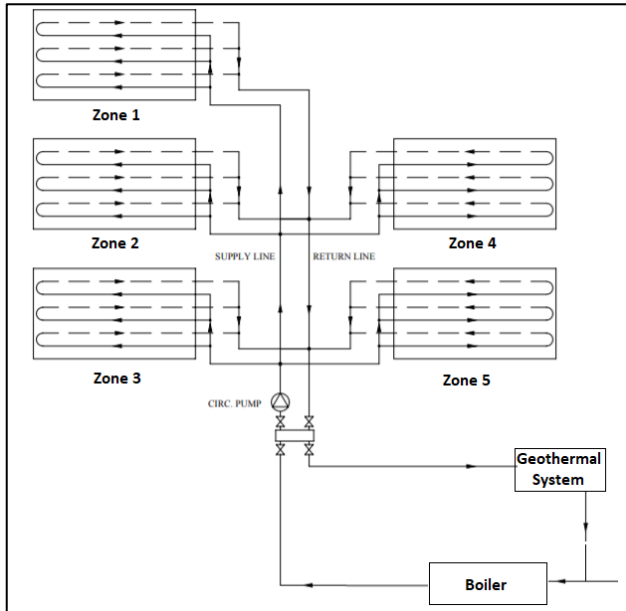 Zone 1
Zone 2
Zone 4
SUPPLY LINE
RETURN LINE
Zone 3
Zone 5
CIRC. PUMP
Geothermal
System
Boiler